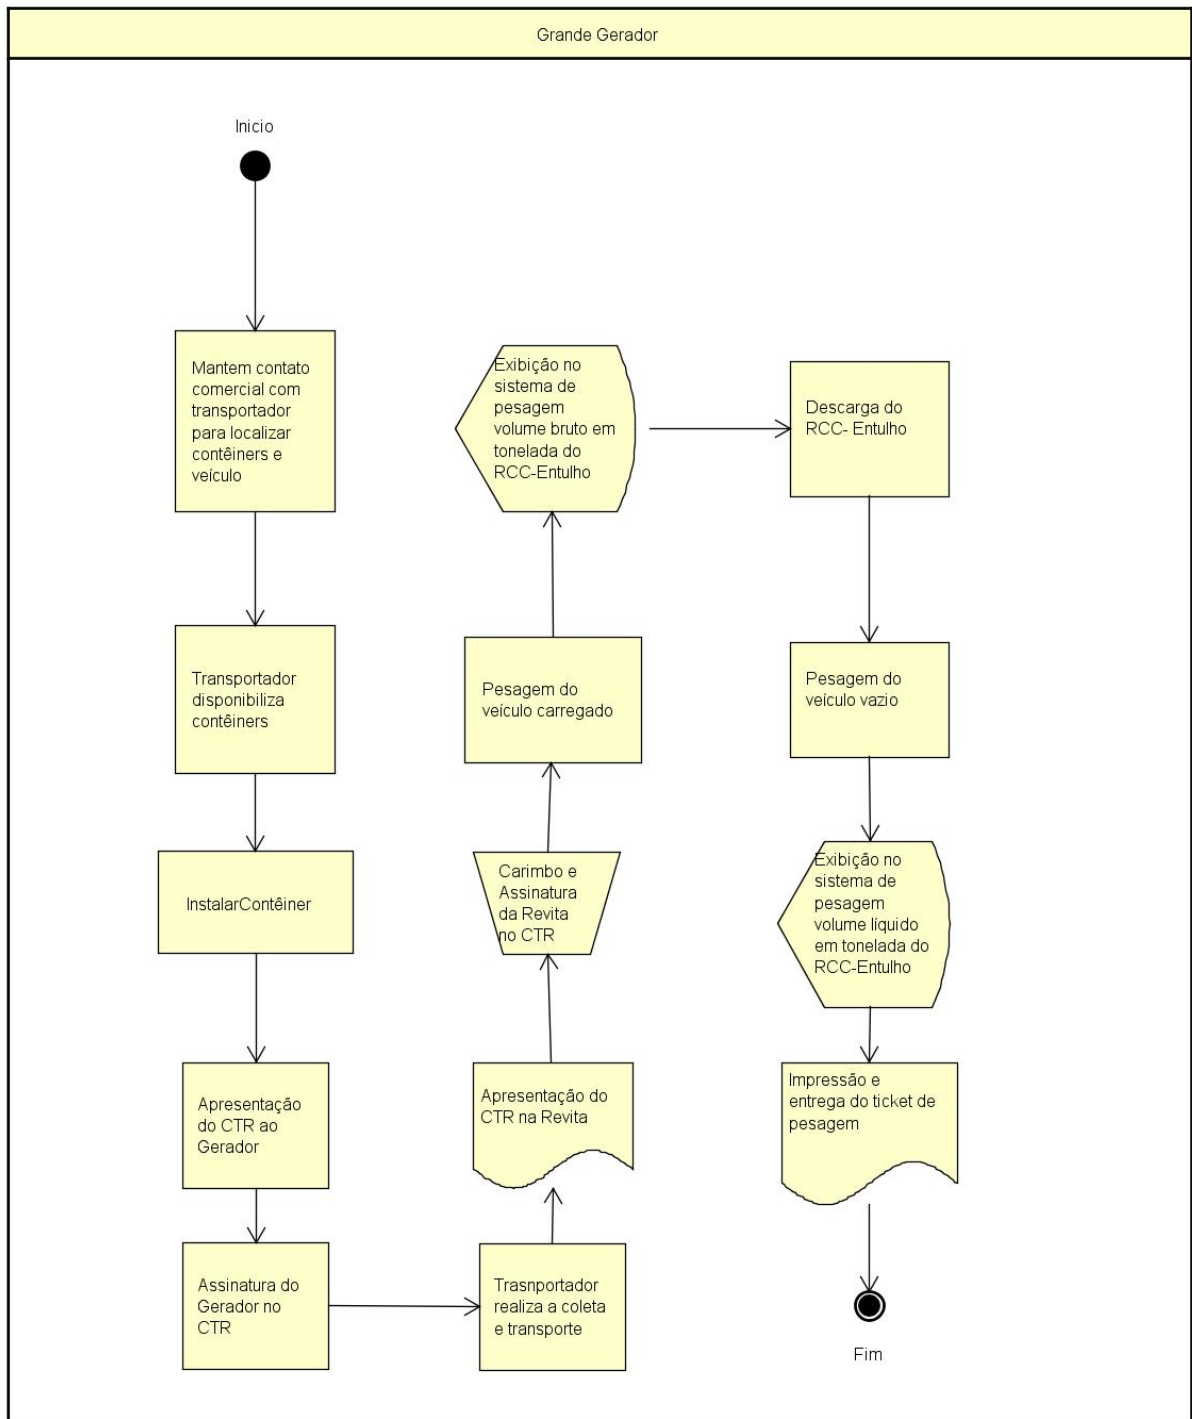 Grande Gerador
Inicio
Mantem contato
comercial com
transportador
para localizar
contêiners e
veículo
Transportador
disponibiliza
contêiners
InstalarContêiner
Apresentação
do CTR ao
Gerador
Assinatura do
Gerador no
CTR
Trasnportador
realiza a coleta
e transporte
Apresentação do
CTR na Revita
Carimbo e
Assinatura
da Revita
no CTR
Pesagem do
veículo carregado
Exibição no
sistema de
pesagem
volume bruto em
tonelada do
RCC-Entulho
Descarga do
RCC- Entulho
Pesagem do
veículo vazio
Exibição no
sistema de
pesagem
volume líquido
em tonelada do
RCC-Entulho
Impressão e
entrega do ticket de
pesagem
Fim